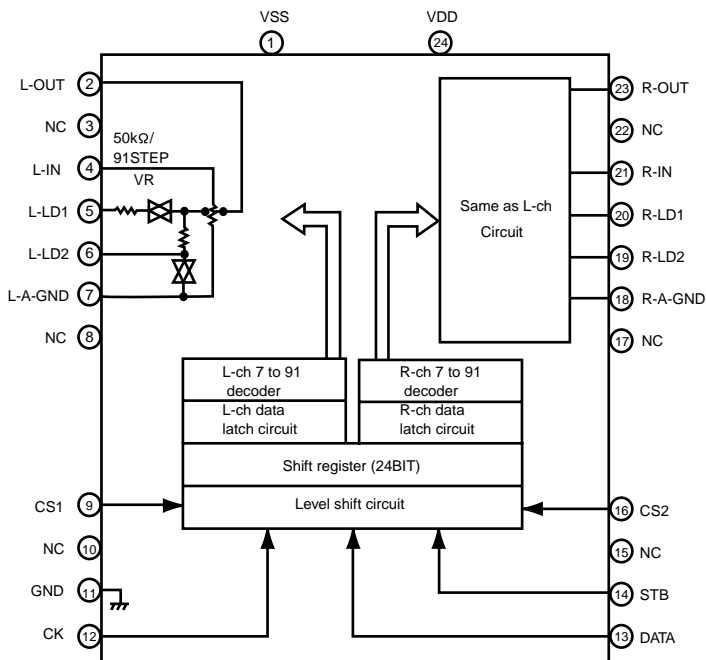 VSS VDD
1 24
L-OUT 2
NC 3
50kΩ/
L-IN 4 91STEP
VR
L-LD1 5
L-LD2 6
L-A-GND 7
NC 8
23 R-OUT
22 NC
21 R-IN
20 R-LD1
19 R-LD2
18 R-A-GND
17 NC
Same as L-ch
Circuit
L-ch 7 to 91
decoder
L-ch data
latch circuit
R-ch 7 to 91
decoder
R-ch data
latch circuit
Shift register (24BIT)
Level shift circuit
CS1 9
NC 10
GND 11
CK 12
16 CS2
15 NC
14 STB
13 DATA